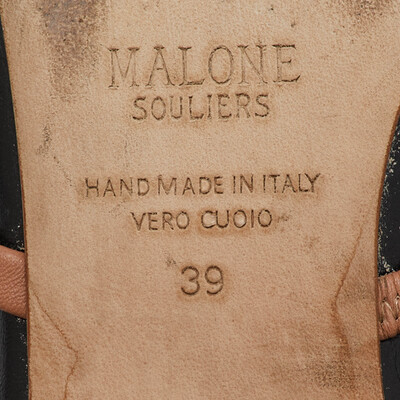 MALONE
SOULIERS
HAND MADE IN ITALY
VERO CUOIO
39